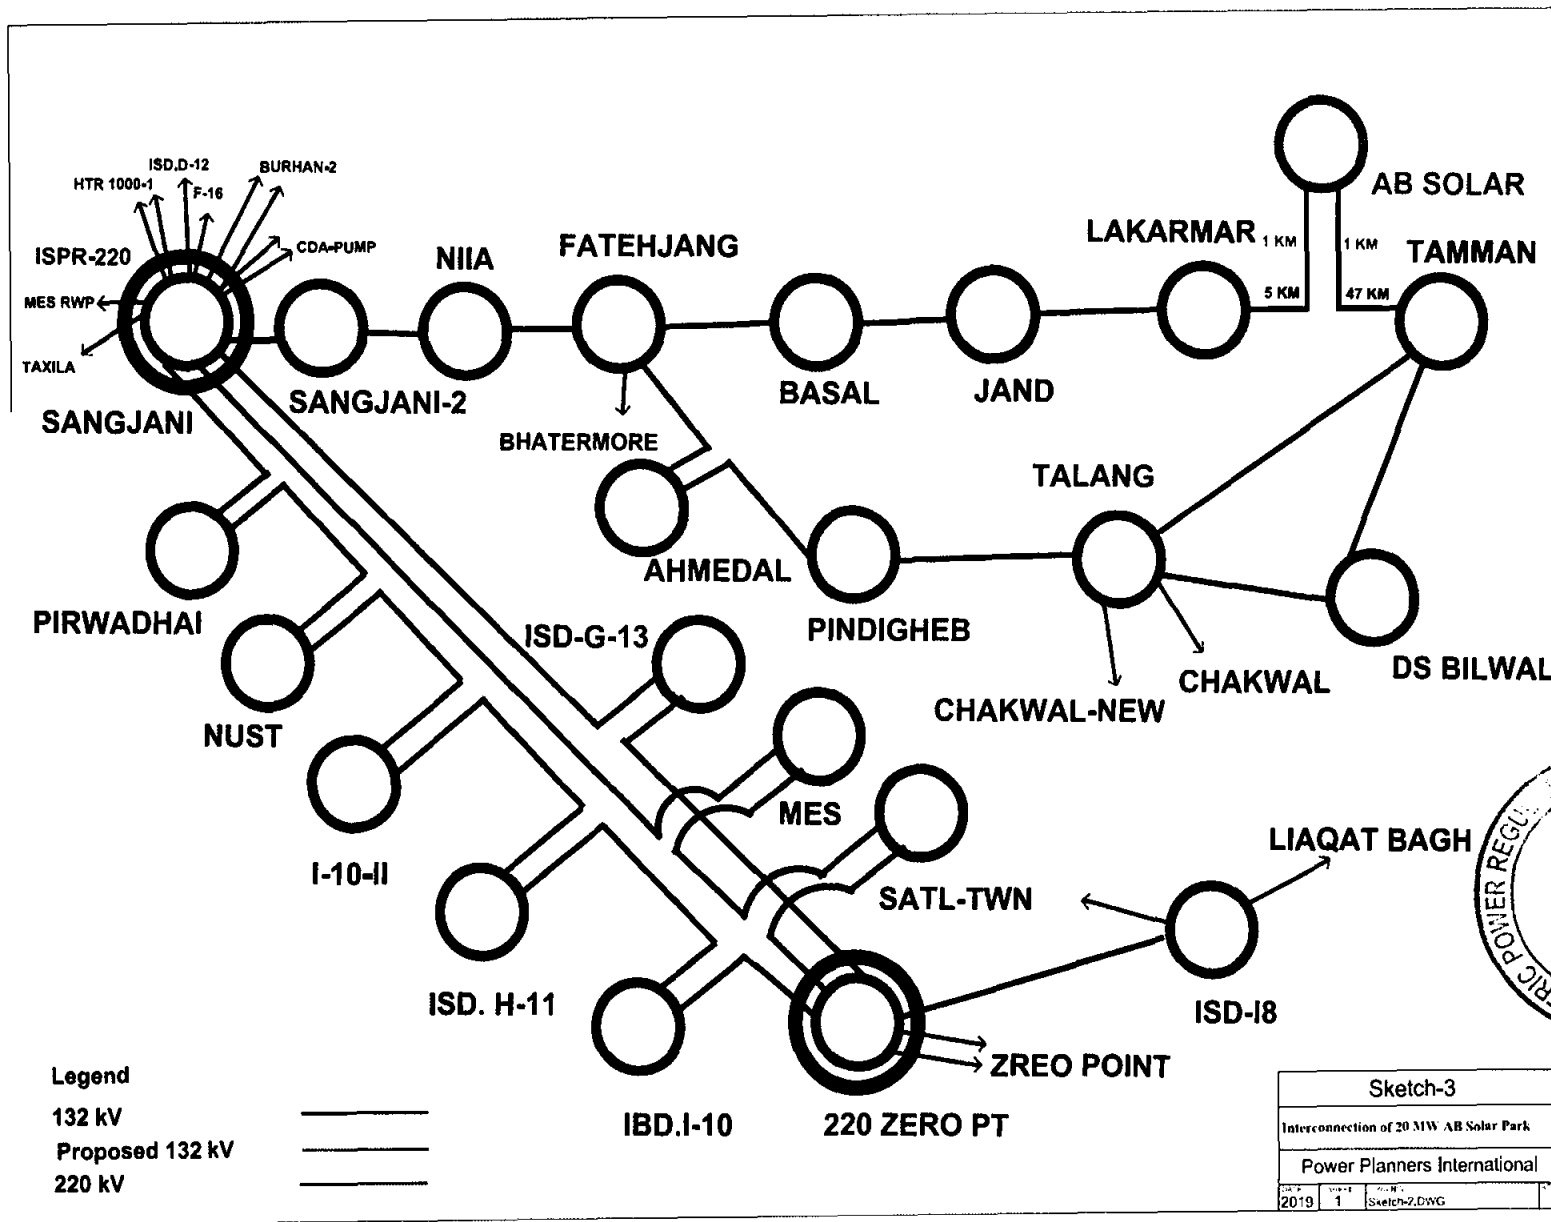 ISD.D-12
BURHAN-2
HTR 1000-1
F-16
ISPR-220
CDA-PUMP
MES RWP
TAXILA
SANGJANI
SANGJANI-2
NIIA
FATEHJANG
BHATERMORE
BASAL
JAND
LAKARMAR
1 KM
1 KM
5 KM
47 KM
AB SOLAR
TAMMAN
AHMEDAL
PINDIGHEB
TALANG
CHAKWAL-NEW
CHAKWAL
DS BILWAL
PIRWADHAI
NUST
I-10-II
ISD. H-11
IBD.I-10
ISD-G-13
MES
SATL-TWN
LIAQAT BAGH
ISD-I8
ZREO POINT
220 ZERO PT
Legend
132 kV
Proposed 132 kV
220 kV
POWER REGU
Sketch-3
Interconnection of 20 MW AB Solar Park
Power Planners International
2019
1
Sketch-2.DWG